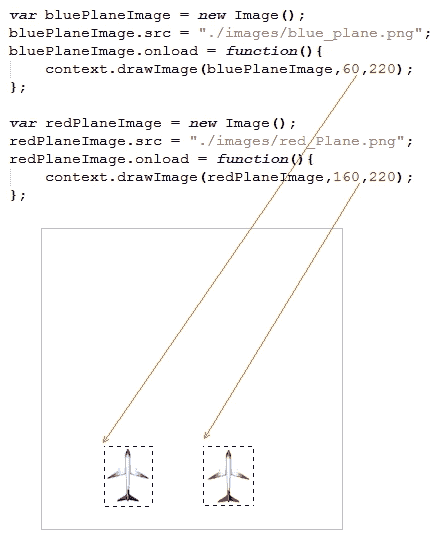 var bluePlaneImage = new Image();
bluePlaneImage.src = "./images/blue_plane.png";
bluePlaneImage.onload = function(){
context.drawImage(bluePlaneImage,60,220);
};
var redPlaneImage = new Image();
redPlaneImage.src = "./images/red_Plane.png";
redPlaneImage.onload = function(){
context.drawImage(redPlaneImage,160,220);
};